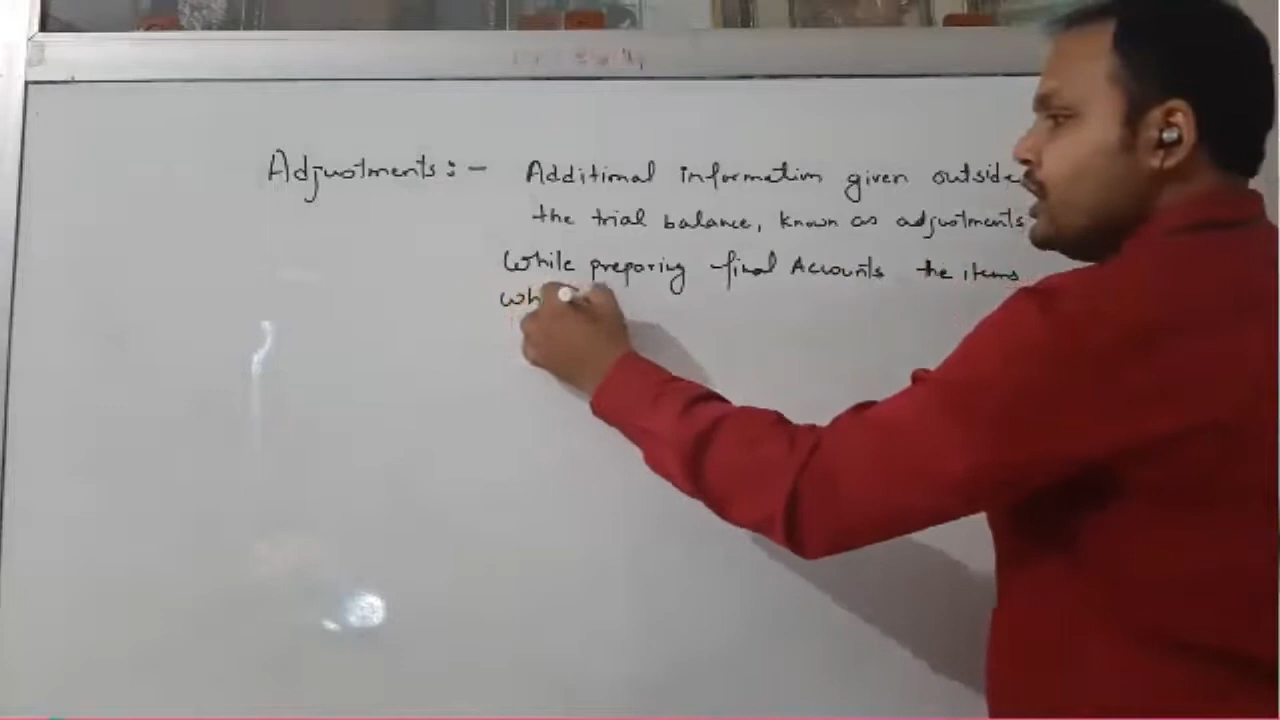 Adjustments:- Additional information given outside
the trial balance, known as adjustments
While preparing final Accounts the items
wh